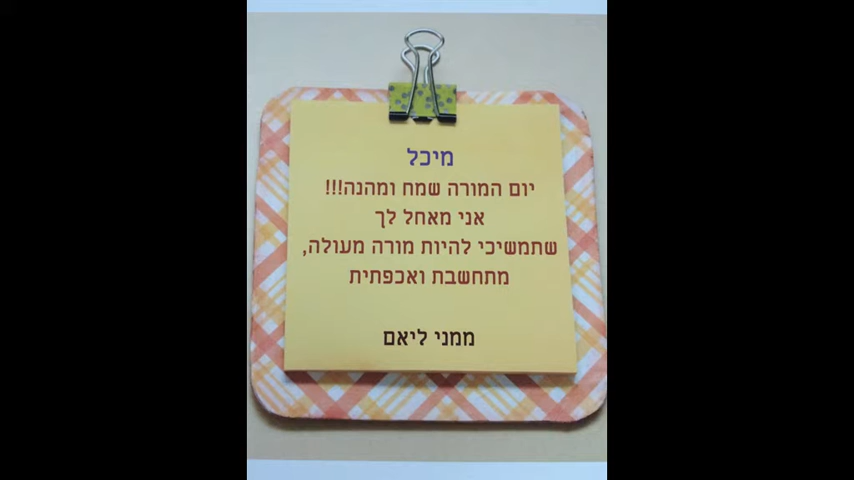 מיכל
יום המורה שמח ומהנה!!!
אני מאחל לך
שתמשיכי להיות מורה מעולה,
מתחשבת ואכפתית
ממני ליאם